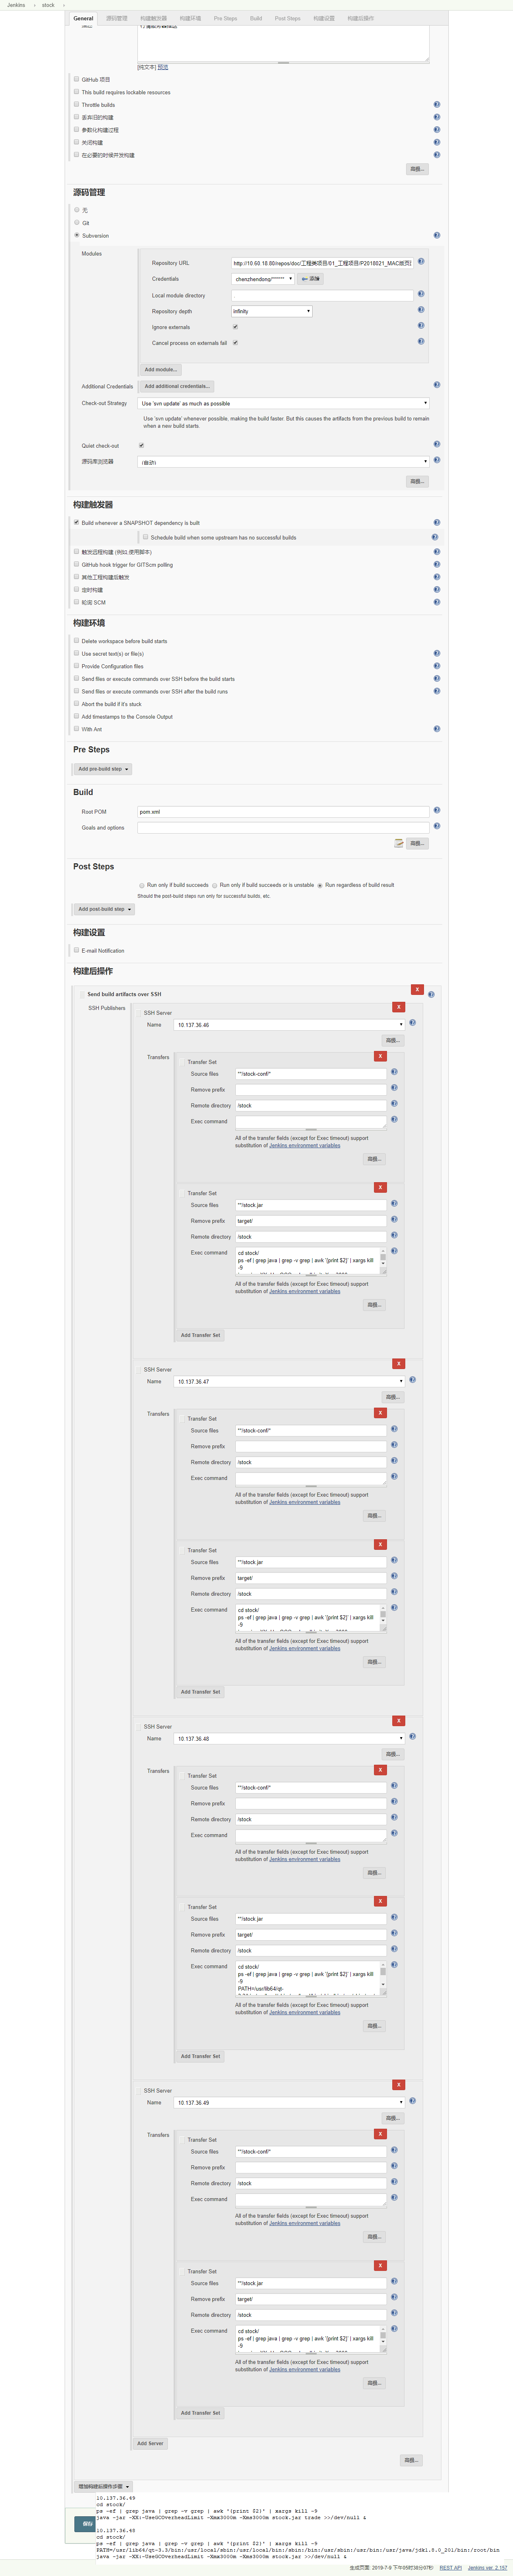 Jenkins › stock ›
General 源码管理 构建触发器 构建环境 Pre Steps Build Post Steps 构建设置 构建后操作
[纯文本] 预览
GitHub 项目
This build requires lockable resources
Throttle builds
丢弃旧的构建
参数化构建过程
关闭构建
在必要的时候并发构建
高级...
源码管理
无
Git
Subversion
Modules
Repository URL http://10.60.18.80/repos/doc/工程类项目/01_工程项目/P2018021_MAC版页
Credentials chenzhendong/****** 添加
Local module directory .
Repository depth infinity
Ignore externals
Cancel process on externals fail
Add module...
Additional Credentials Add additional credentials...
Check-out Strategy Use 'svn update' as much as possible
Use 'svn update' whenever possible, making the build faster. But this causes the artifacts from the previous build to remain
when a new build starts.
Quiet check-out
源码库浏览器 (自动)
高级...
构建触发器
Build whenever a SNAPSHOT dependency is built
Schedule build when some upstream has no successful builds
触发远程构建 (例如,使用脚本)
GitHub hook trigger for GITScm polling
其他工程构建后触发
定时构建
轮询 SCM
构建环境
Delete workspace before build starts
Use secret text(s) or file(s)
Provide Configuration files
Send files or execute commands over SSH before the build starts
Send files or execute commands over SSH after the build runs
Abort the build if it's stuck
Add timestamps to the Console Output
With Ant
Pre Steps
Add pre-build step
Build
Root POM pom.xml
Goals and options
高级...
Post Steps
Run only if build succeeds Run only if build succeeds or is unstable Run regardless of build result
Should the post-build steps run only for successful builds, etc.
Add post-build step
构建设置
E-mail Notification
构建后操作
X
Send build artifacts over SSH
SSH Publishers
X
SSH Server
Name 10.137.36.46
高级...
Transfers
X
Transfer Set
Source files **/stock-conf/*
Remove prefix
Remote directory /stock
Exec command
All of the transfer fields (except for Exec timeout) support
substitution of Jenkins environment variables
高级...
X
Transfer Set
Source files **/stock.jar
Remove prefix target/
Remote directory /stock
Exec command cd stock/
ps -ef | grep java | grep -v grep | awk '{print $2}' | xargs kill
-9
All of the transfer fields (except for Exec timeout) support
substitution of Jenkins environment variables
高级...
Add Transfer Set
X
SSH Server
Name 10.137.36.47
高级...
Transfers
X
Transfer Set
Source files **/stock-conf/*
Remove prefix
Remote directory /stock
Exec command
All of the transfer fields (except for Exec timeout) support
substitution of Jenkins environment variables
高级...
X
Transfer Set
Source files **/stock.jar
Remove prefix target/
Remote directory /stock
Exec command cd stock/
ps -ef | grep java | grep -v grep | awk '{print $2}' | xargs kill
-9
All of the transfer fields (except for Exec timeout) support
substitution of Jenkins environment variables
高级...
Add Transfer Set
X
SSH Server
Name 10.137.36.48
高级...
Transfers
X
Transfer Set
Source files **/stock-conf/*
Remove prefix
Remote directory /stock
Exec command
All of the transfer fields (except for Exec timeout) support
substitution of Jenkins environment variables
高级...
X
Transfer Set
Source files **/stock.jar
Remove prefix target/
Remote directory /stock
Exec command cd stock/
ps -ef | grep java | grep -v grep | awk '{print $2}' | xargs kill
-9
PATH=/usr/lib64/qt-
All of the transfer fields (except for Exec timeout) support
substitution of Jenkins environment variables
高级...
Add Transfer Set
X
SSH Server
Name 10.137.36.49
高级...
Transfers
X
Transfer Set
Source files **/stock-conf/*
Remove prefix
Remote directory /stock
Exec command
All of the transfer fields (except for Exec timeout) support
substitution of Jenkins environment variables
高级...
X
Transfer Set
Source files **/stock.jar
Remove prefix target/
Remote directory /stock
Exec command cd stock/
ps -ef | grep java | grep -v grep | awk '{print $2}' | xargs kill
-9
All of the transfer fields (except for Exec timeout) support
substitution of Jenkins environment variables
高级...
Add Transfer Set
Add Server
高级...
增加构建后操作步骤
保存
10.137.36.49
cd stock/
ps -ef | grep java | grep -v grep | awk '{print $2}' | xargs kill -9
java -jar -XX:-UseGCOverheadLimit -Xms3000m -Xmx3000m stock.jar trade >>/dev/null &
10.137.36.48
cd stock/
ps -ef | grep java | grep -v grep | awk '{print $2}' | xargs kill -9
PATH=/usr/lib64/qt-3.3/bin:/usr/local/sbin:/usr/local/bin:/sbin:/bin:/usr/sbin:/usr/bin:/usr/java/jdk1.8.0_201/bin:/root/bin
java -jar -XX:-UseGCOverheadLimit -Xms3000m -Xmx3000m stock.jar >>/dev/null &
生成页面: 2019-7-9 下午05时18分07秒 REST API Jenkins ver. 2.157